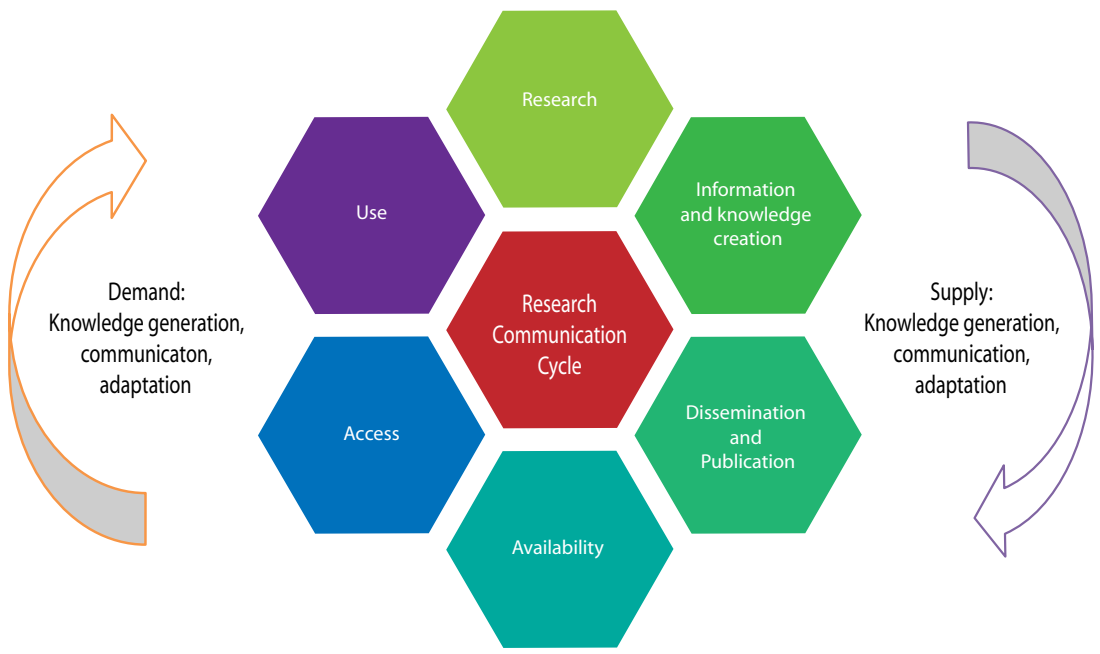 Research
Information
and knowledge
creation
Use
Research
Communication
Cycle
Demand:
Knowledge generation,
communicaton,
adaptation
Supply:
Knowledge generation,
communication,
adaptation
Access
Dissemination
and
Publication
Availability